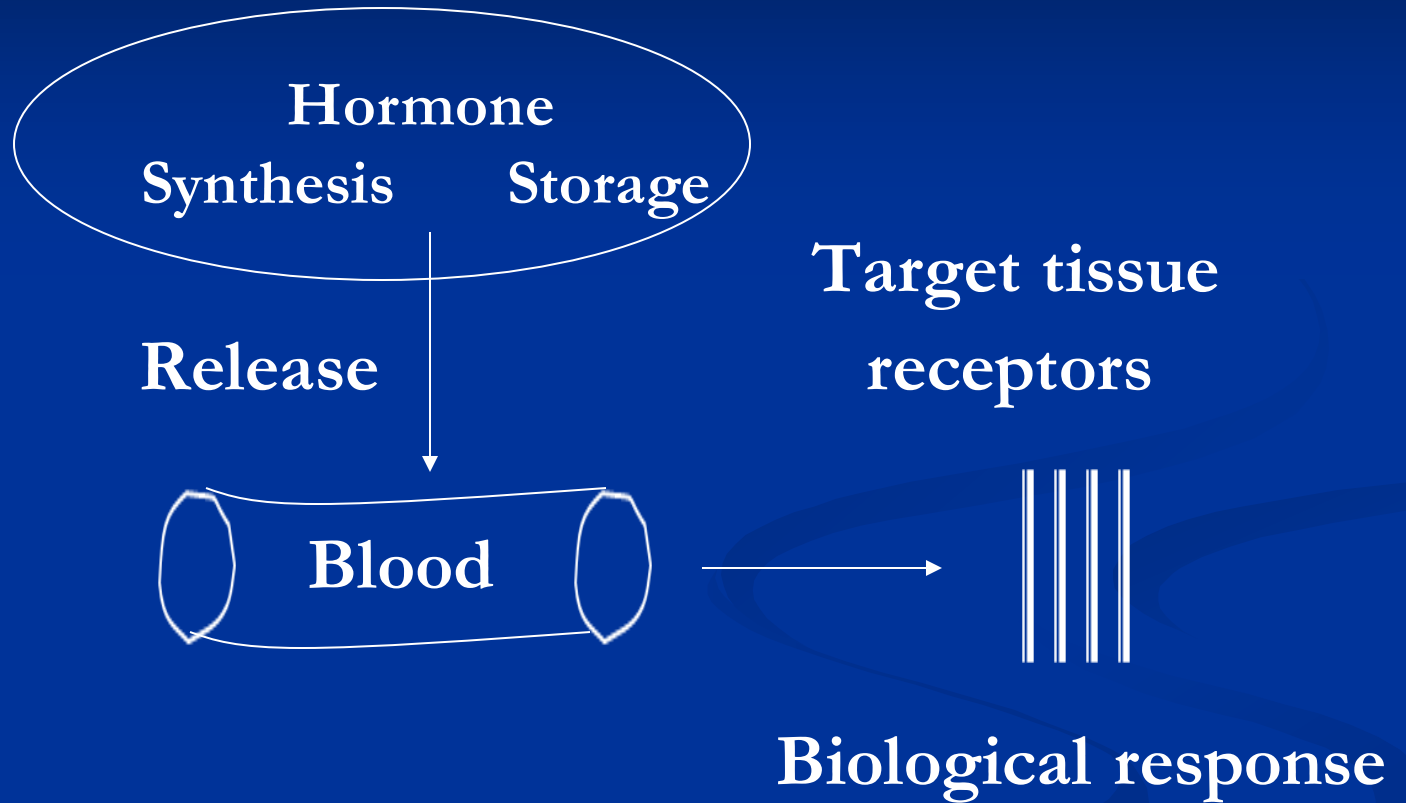 Hormone
Synthesis Storage
Release
Target tissue
receptors
Blood
Biological response